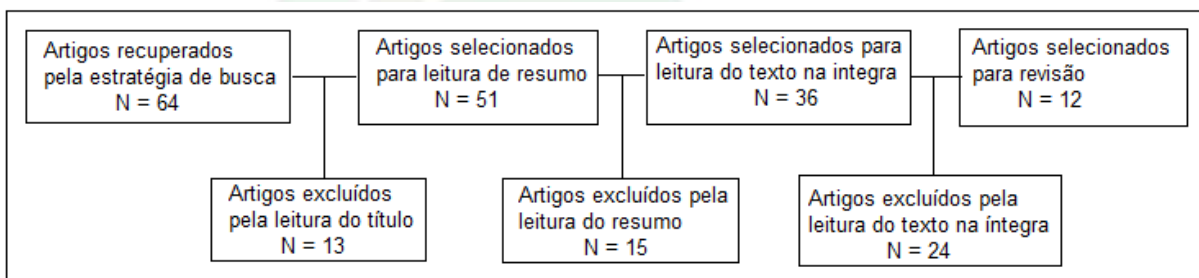 Artigos recuperados
pela estratégia de busca
N = 64
Artigos selecionados
para leitura de resumo
N = 51
Artigos selecionados para
leitura do texto na integra
N = 36
Artigos selecionados
para revisão
N = 12
Artigos excluídos
pela leitura do título
N = 13
Artigos excluídos pela
leitura do resumo
N = 15
Artigos excluídos pela
leitura do texto na íntegra
N = 24